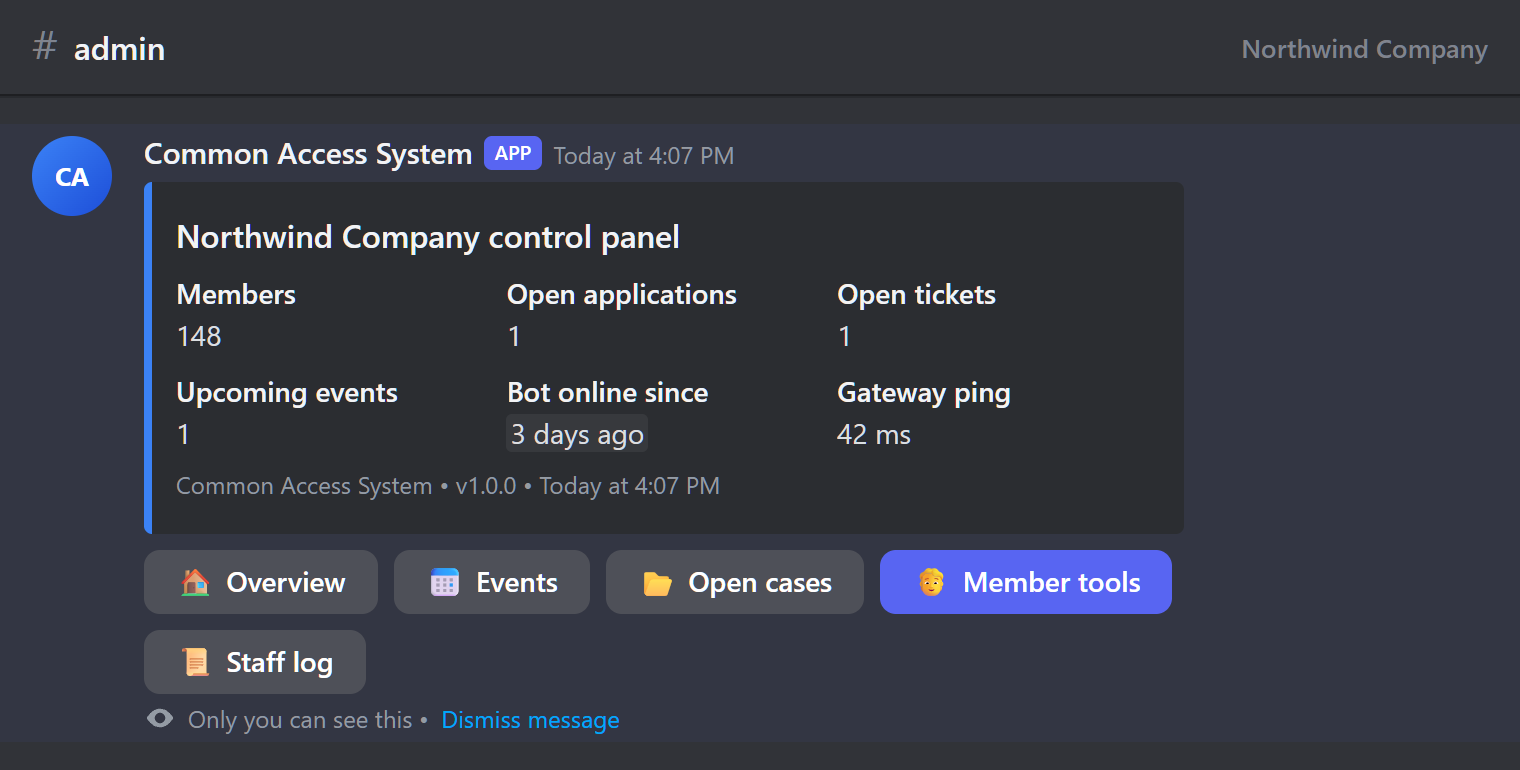 # admin
Northwind Company
CA
Common Access System APP Today at 4:07 PM
Northwind Company control panel
Members Open applications Open tickets
148 1 1
Upcoming events Bot online since Gateway ping
1 3 days ago 42 ms
Common Access System • v1.0.0 • Today at 4:07 PM
Overview Events Open cases Member tools
Staff log
Only you can see this • Dismiss message